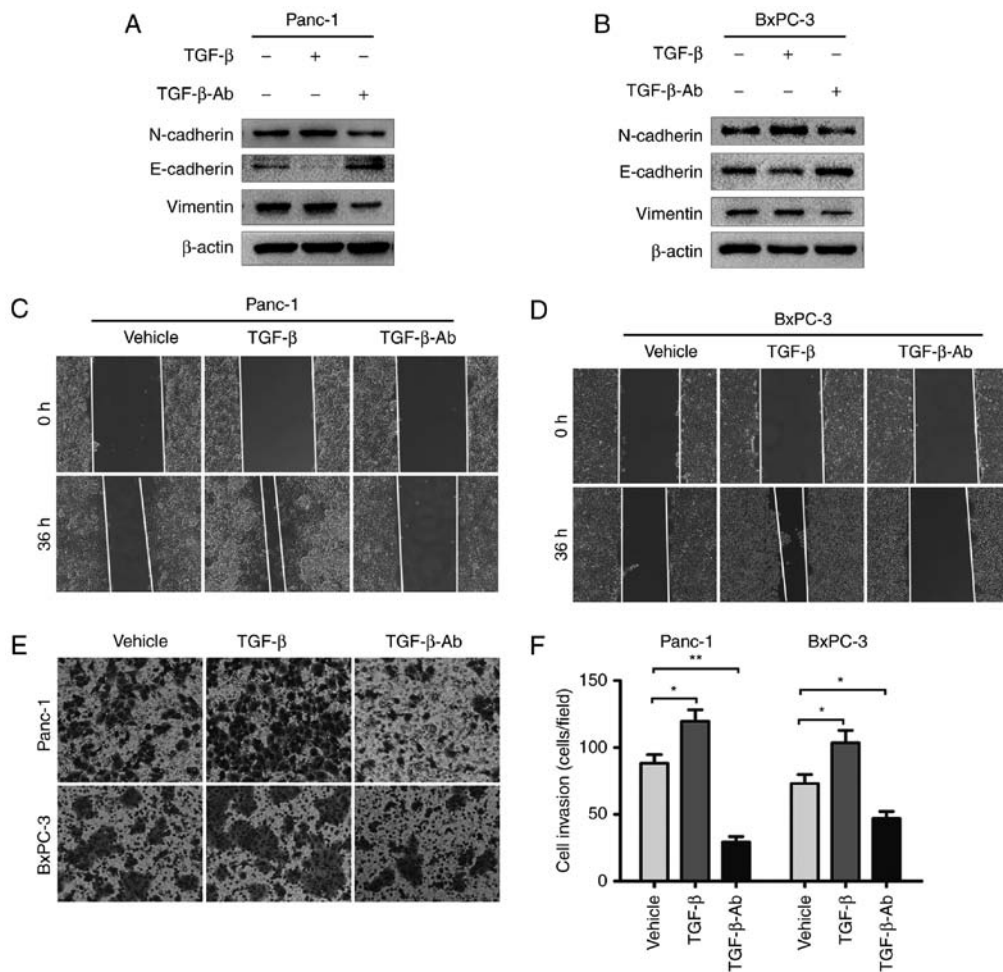 A
Panc-1
TGF-β – + –
TGF-β-Ab – – +
N-cadherin
E-cadherin
Vimentin
β-actin
B
BxPC-3
TGF-β – + –
TGF-β-Ab – – +
N-cadherin
E-cadherin
Vimentin
β-actin
C
Panc-1
Vehicle TGF-β TGF-β-Ab
0 h
36 h
D
BxPC-3
Vehicle TGF-β TGF-β-Ab
0 h
36 h
E
Vehicle TGF-β TGF-β-Ab
Panc-1
BxPC-3
F
Panc-1 BxPC-3
** *
* *
Cell invasion (cells/field)
150
100
50
0
Vehicle TGF-β TGF-β-Ab Vehicle TGF-β TGF-β-Ab